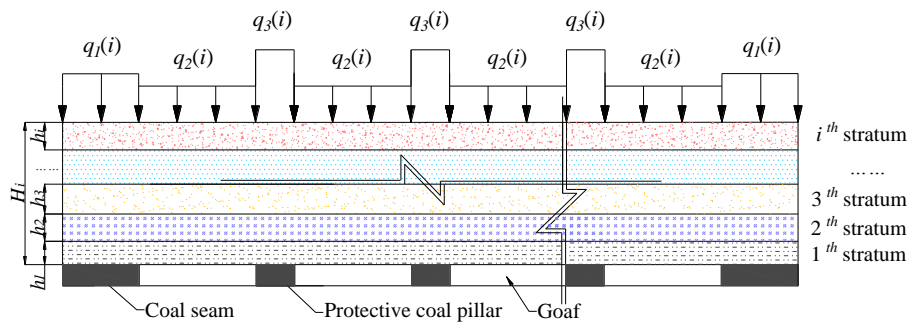 q3(i) q3(i) q3(i)
q1(i) q2(i) q2(i) q2(i) q2(i) q1(i)
hi i th stratum
...... ... ...
Hi h3 3 th stratum
h2 2 th stratum
1 th stratum
h1
Coal seam Protective coal pillar Goaf